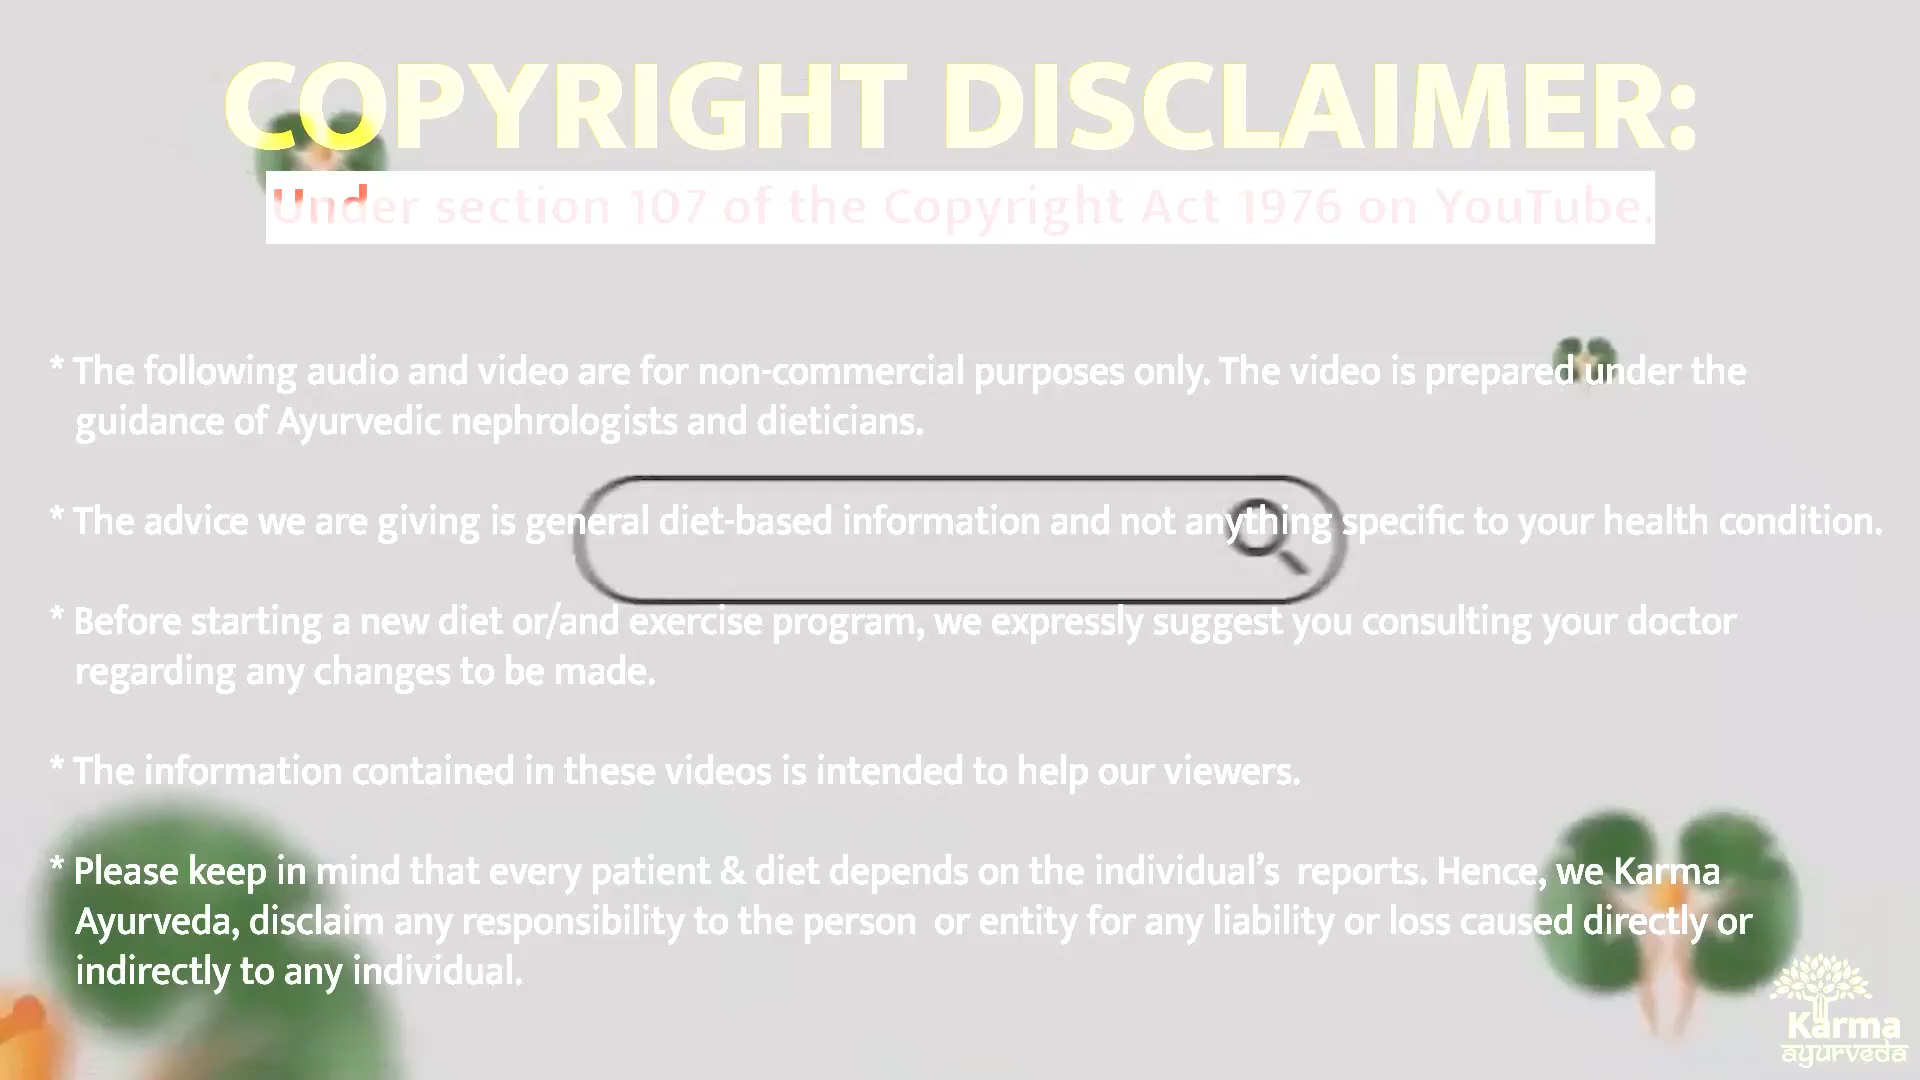 COPYRIGHT DISCLAIMER:
Under section 107 of the Copyright Act 1976 on YouTube.
* The following audio and video are for non-commercial purposes only. The video is prepared under the
guidance of Ayurvedic nephrologists and dieticians.
* The advice we are giving is general diet-based information and not anything specific to your health condition.
* Before starting a new diet or/and exercise program, we expressly suggest you consulting your doctor
regarding any changes to be made.
* The information contained in these videos is intended to help our viewers.
* Please keep in mind that every patient & diet depends on the individual’s reports. Hence, we Karma
Ayurveda, disclaim any responsibility to the person or entity for any liability or loss caused directly or
indirectly to any individual.
Karma
ayurveda